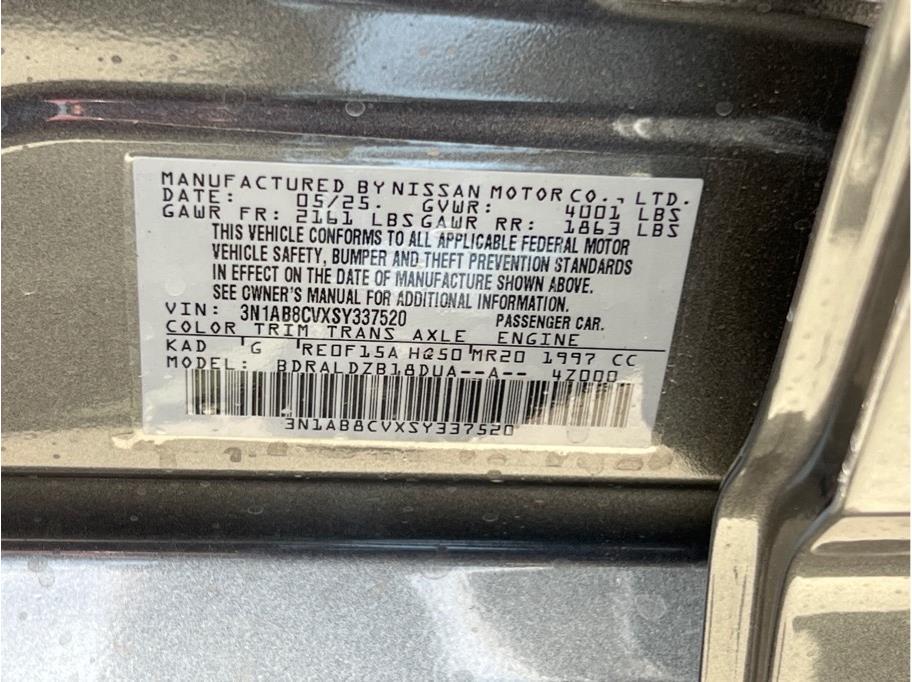 MANUFACTURED BY NISSAN MOTOR CO., LTD.
DATE: 05/25. GVWR: 4001 LBS
GAWR FR: 2161 LBS GAWR RR: 1863 LBS
THIS VEHICLE CONFORMS TO ALL APPLICABLE FEDERAL MOTOR
VEHICLE SAFETY, BUMPER AND THEFT PREVENTION STANDARDS
IN EFFECT ON THE DATE OF MANUFACTURE SHOWN ABOVE.
SEE OWNER'S MANUAL FOR ADDITIONAL INFORMATION.
VIN: 3N1AB8CVXSY337520 PASSENGER CAR.
COLOR TRIM TRANS AXLE ENGINE
KAD G RE0F15A HQ50 MR20 1997 CC
MODEL: BDRALDZB18DUA--A-- 47000
3N1AB8CVXSY337520